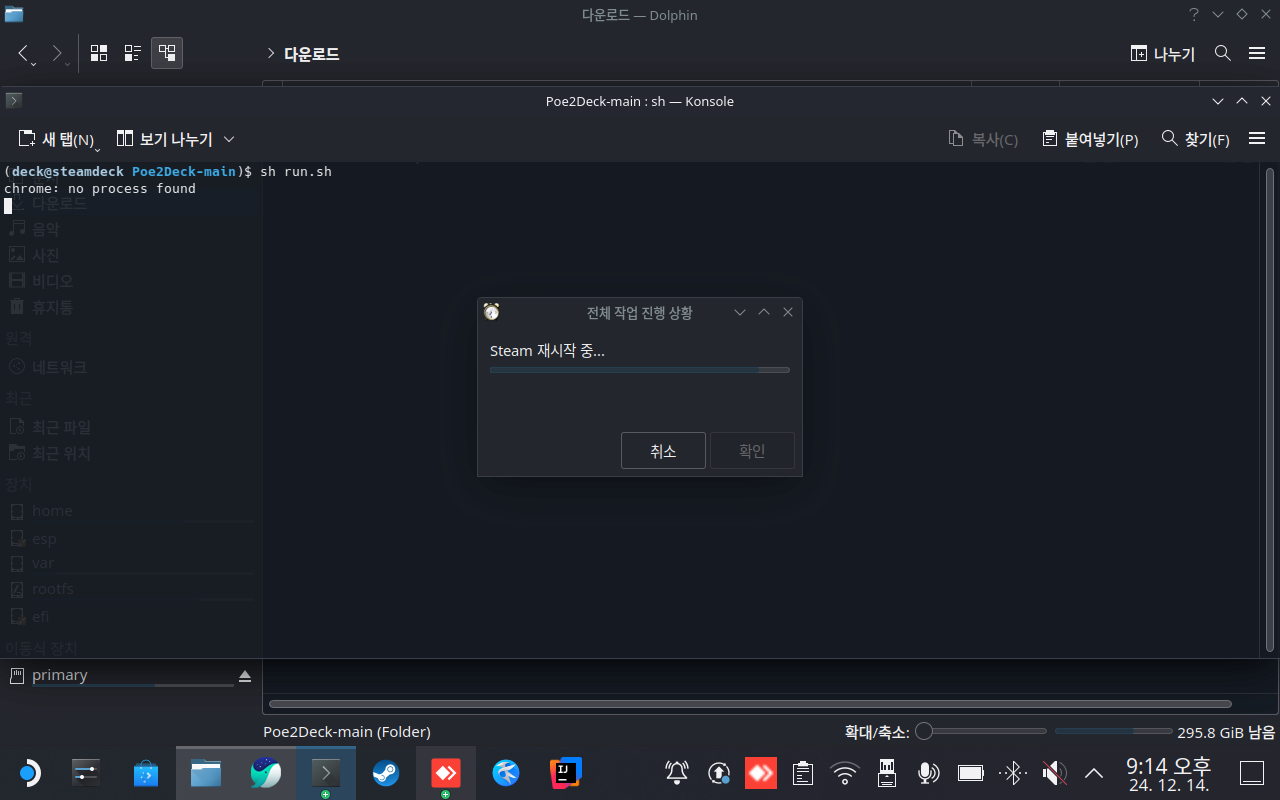 다운로드 — Dolphin
다운로드
나누기
Poe2Deck-main : sh — Konsole
새 탭(N)
보기 나누기
복사(C)
붙여넣기(P)
찾기(F)
(deck@steamdeck Poe2Deck-main)$ sh run.sh
chrome: no process found
다운로드
음악
사진
비디오
휴지통
원격
네트워크
최근
최근 파일
최근 위치
장치
home
esp
var
rootfs
efi
이동식 장치
primary
전체 작업 진행 상황
Steam 재시작 중...
취소
확인
Poe2Deck-main (Folder)
확대/축소:
295.8 GiB 남음
9:14 오후
24. 12. 14.